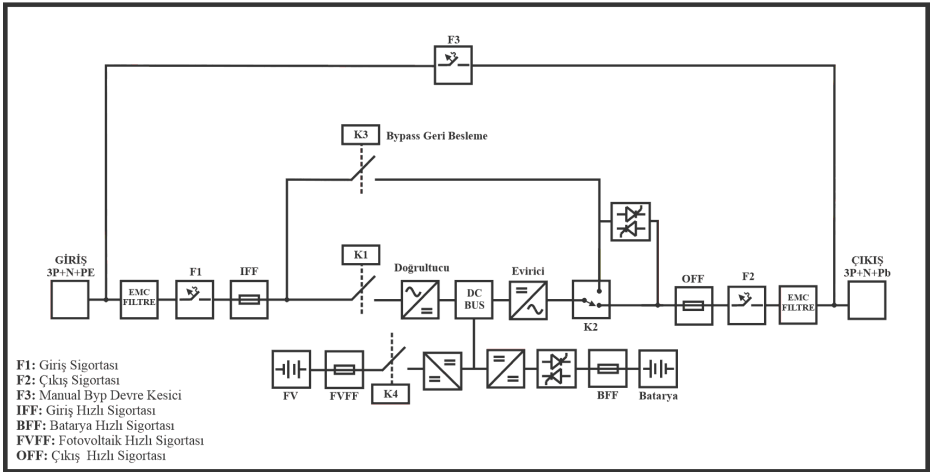 F3
K3
Bypass Geri Besleme
GİRİŞ
3P+N+PE
K1
ÇIKIŞ
3P+N+Pb
F1
IFF
Doğrultucu
Evirici
OFF
F2
EMC
FILTRE
DC
BUS
EMC
FILTRE
K2
K4
FV
FVFF
BFF
Batarya
F1: Giriş Sigortası
F2: Çıkış Sigortası
F3: Manual Byp Devre Kesici
IFF: Giriş Hızlı Sigortası
BFF: Batarya Hızlı Sigortası
FVFF: Fotovoltaik Hızlı Sigortası
OFF: Çıkış Hızlı Sigortası